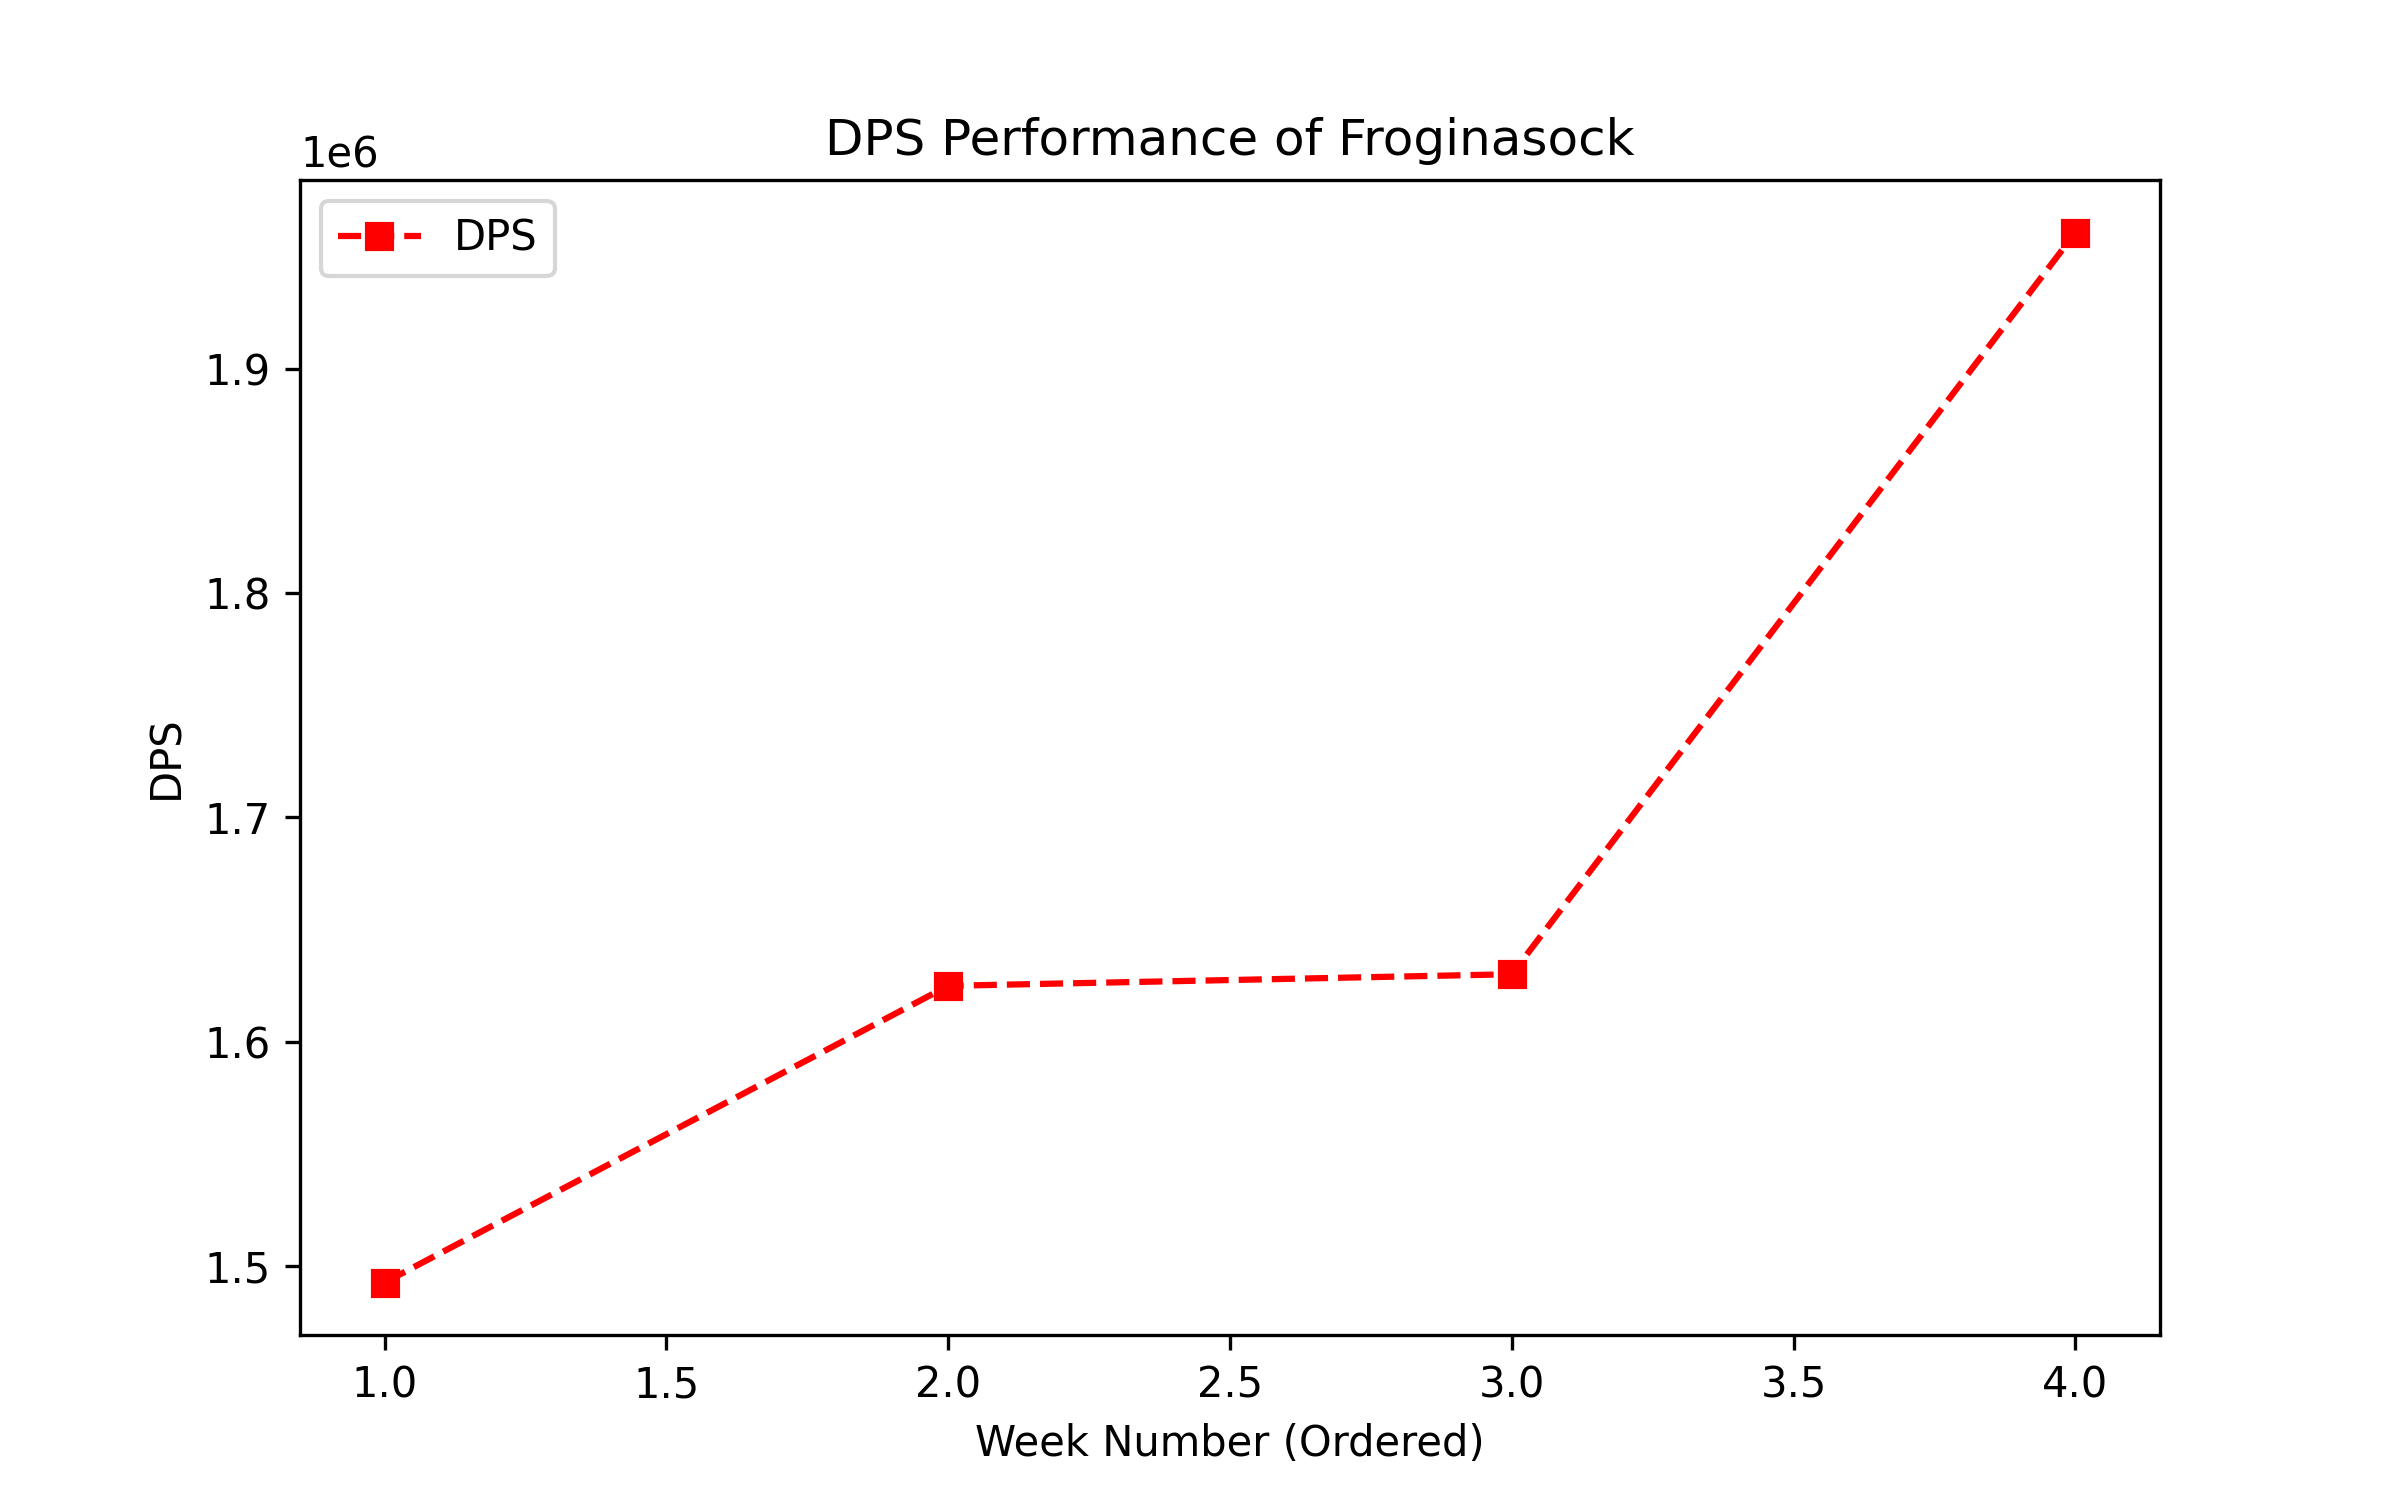 DPS Performance of Froginasock
1e6
DPS
1.9
1.8
1.7
1.6
1.5
DPS
1.0 1.5 2.0 2.5 3.0 3.5 4.0
Week Number (Ordered)